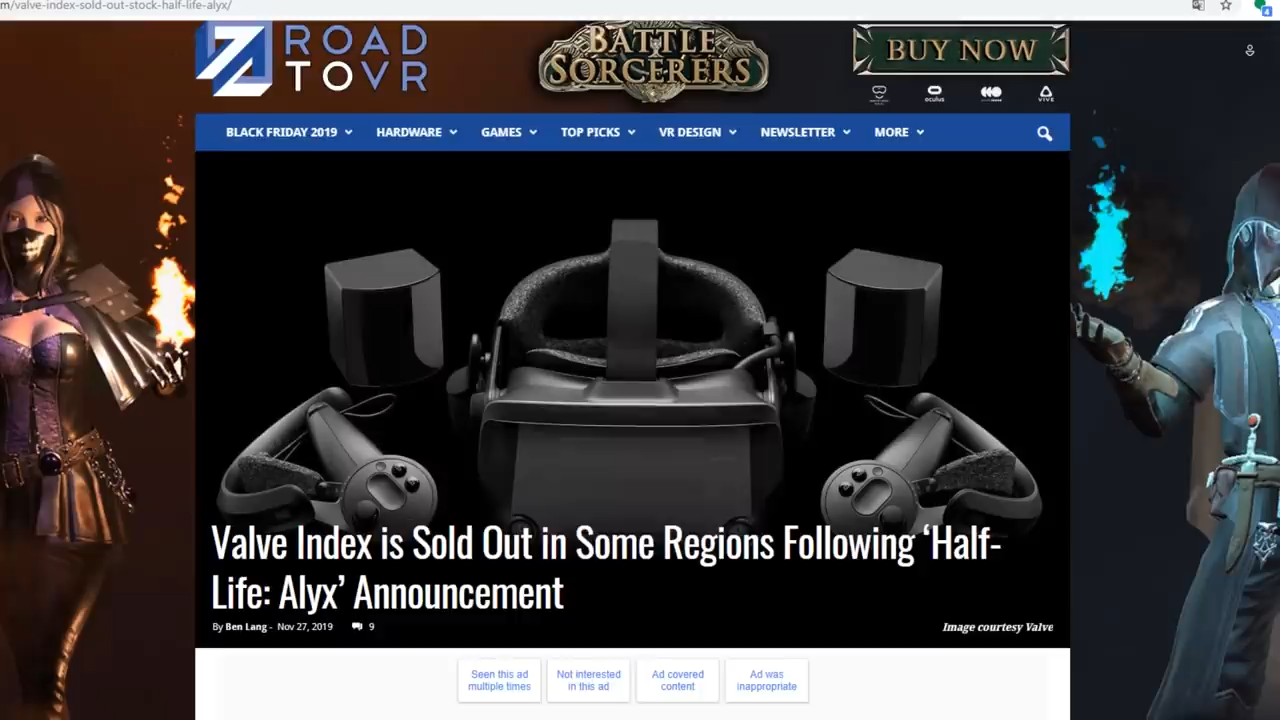 m/valve-index-sold-out-stock-half-life-alyx/
ROAD
TOVR
BATTLE
SORCERERS
BUY NOW
oculus
VIVE
BLACK FRIDAY 2019
HARDWARE
GAMES
TOP PICKS
VR DESIGN
NEWSLETTER
MORE
Valve Index is Sold Out in Some Regions Following ‘Half-
Life: Alyx’ Announcement
By Ben Lang - Nov 27, 2019 9
Image courtesy Valve
Seen this ad
multiple times
Not interested
in this ad
Ad covered
content
Ad was
inappropriate